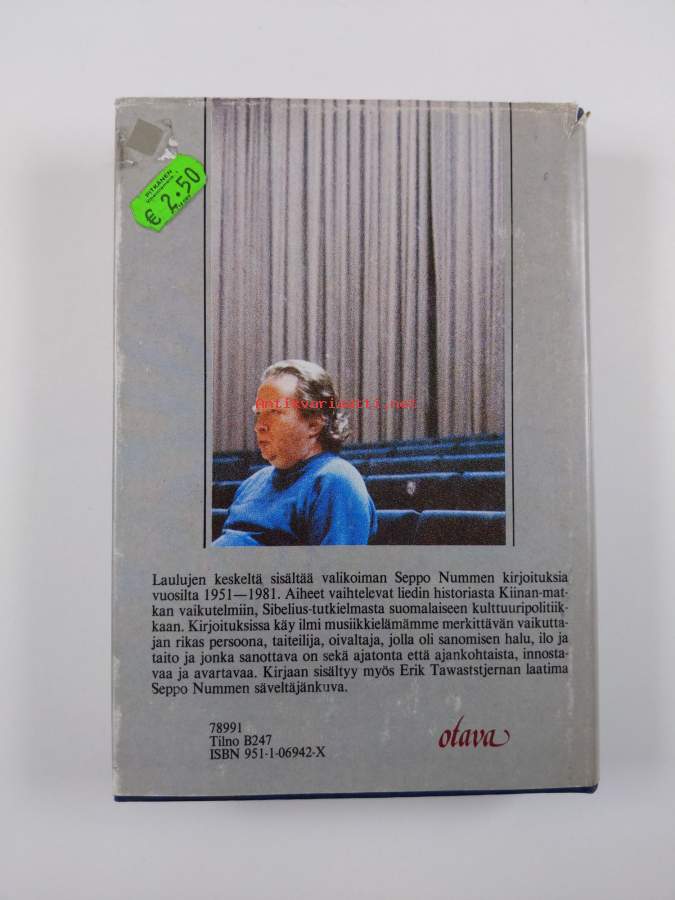 PITKÄNEN
€ 2.50
Antikvariaatti.net
Laulujen keskeltä sisältää valikoiman Seppo Nummen kirjoituksia
vuosilta 1951—1981. Aiheet vaihtelevat liedin historiasta Kiinan-mat-
kan vaikutelmiin, Sibelius-tutkielmasta suomalaiseen kulttuuripolitiik-
kaan. Kirjoituksissa käy ilmi musiikkielämämme merkittävän vaikutta-
jan rikas persoona, taiteilija, oivaltaja, jolla oli sanomisen halu, ilo ja
taito ja jonka sanottava on sekä ajatonta että ajankohtaista, innosta-
vaa ja avartavaa. Kirjaan sisältyy myös Erik Tawaststjernan laatima
Seppo Nummen säveltäjänkuva.
78991
Tilno B247
ISBN 951-1-06942-X
otava